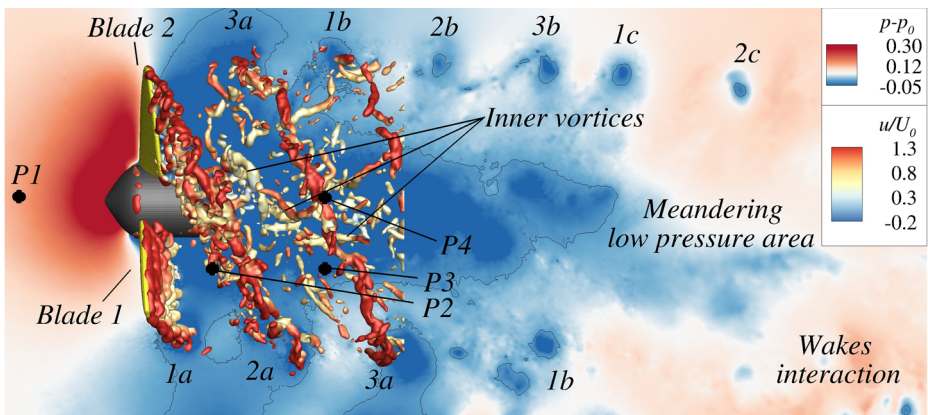 3a
1b
Blade 2
2b
3b
1c
2c
p-p0
0.30
0.12
-0.05
Inner vortices
u/U0
1.3
0.8
0.3
-0.2
P1
Meandering
low pressure area
P4
P3
P2
Blade 1
1a
2a
3a
2b
1b
Wakes
interaction